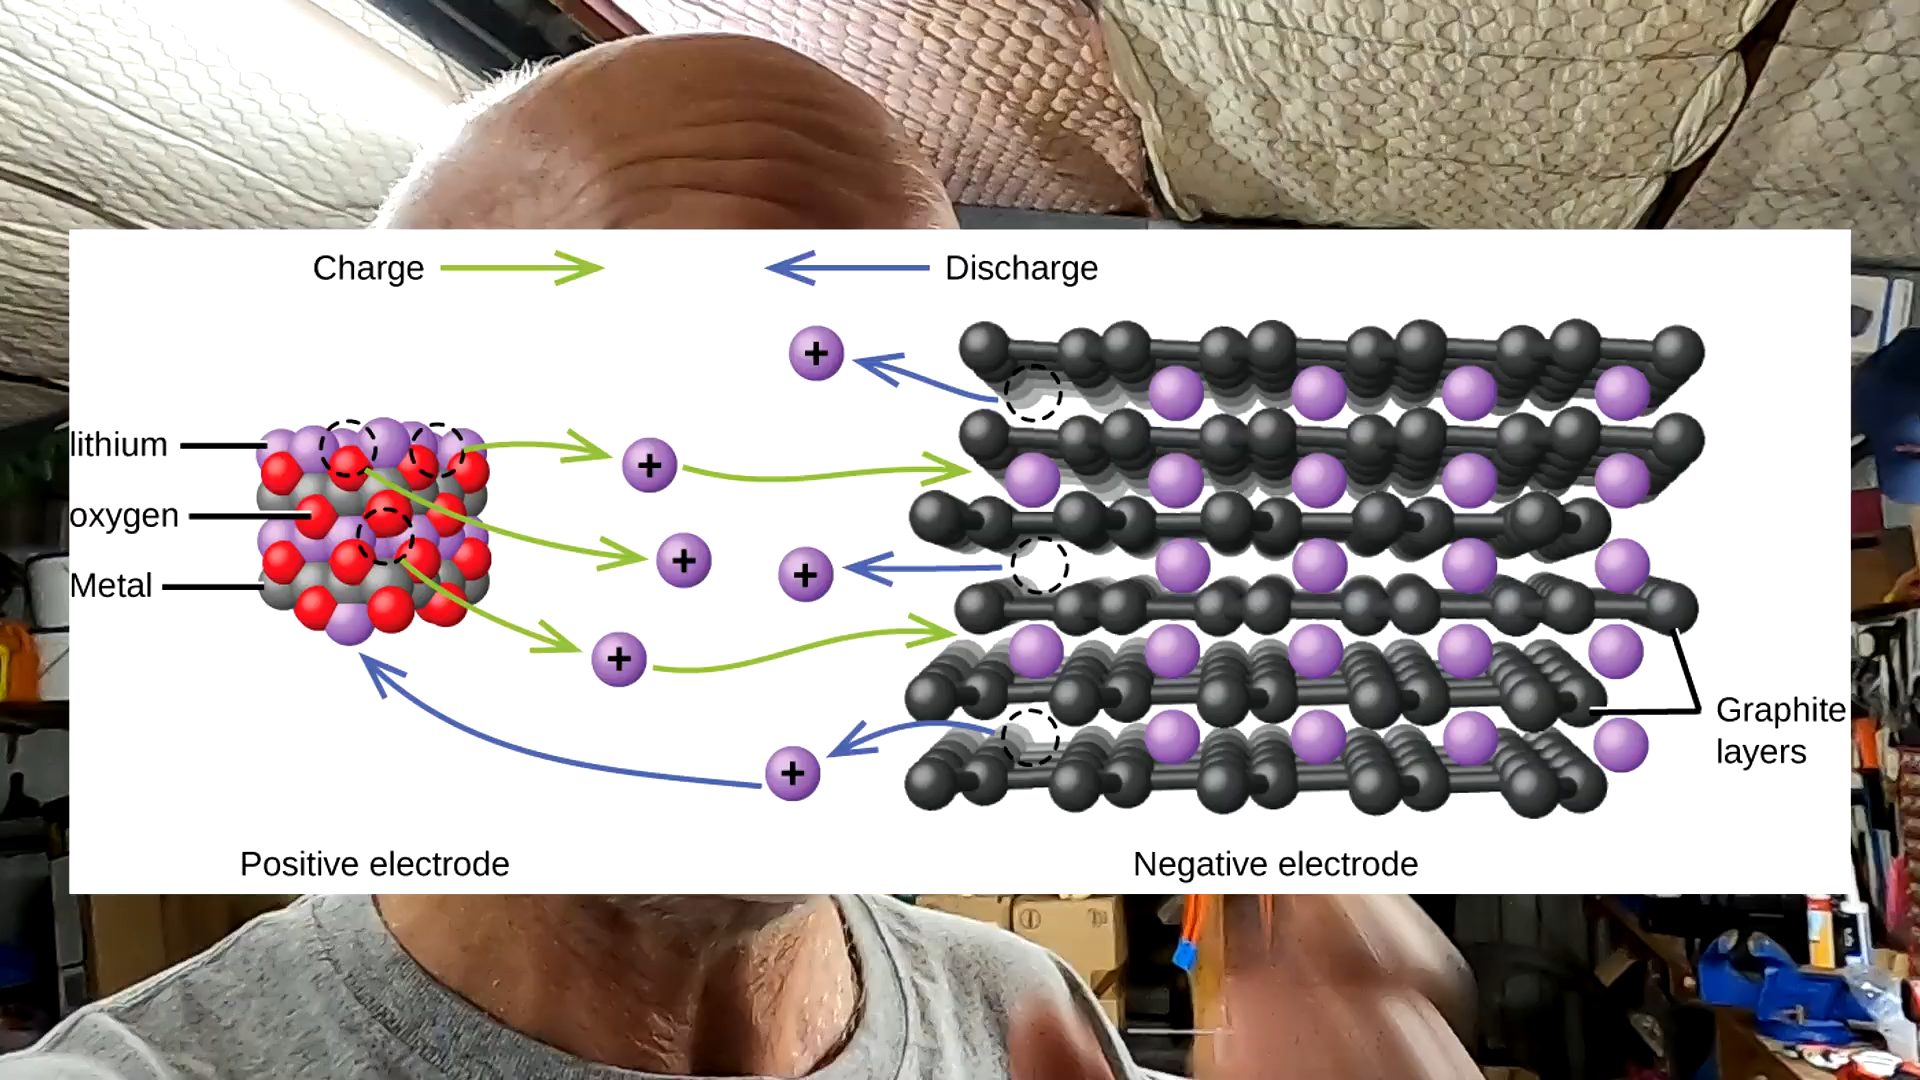 Charge
Discharge
lithium
oxygen
Metal
+
+
+
+
+
+
Graphite
layers
Positive electrode
Negative electrode